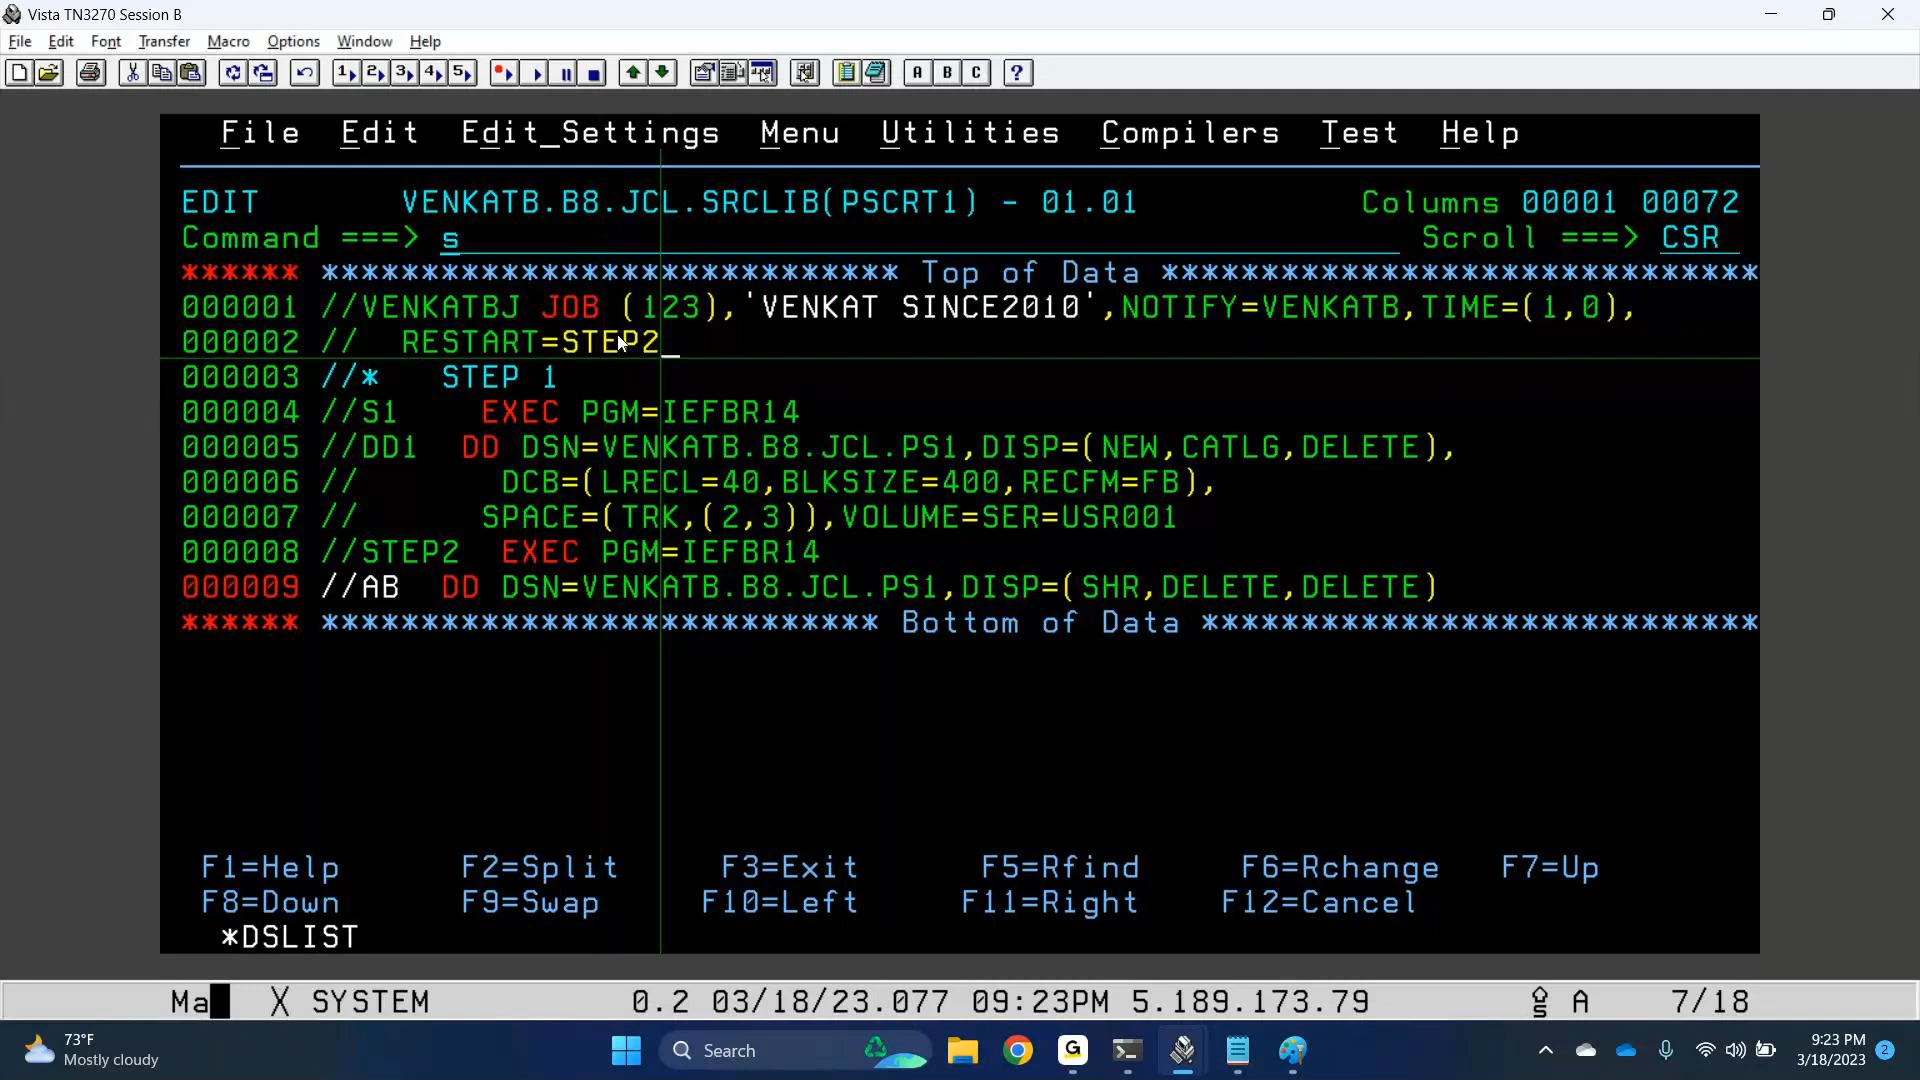 Vista TN3270 Session B
File Edit Font Transfer Macro Options Window Help
1 2 3 4 5 A B C ?
File Edit Edit_Settings Menu Utilities Compilers Test Help
EDIT VENKATB.B8.JCL.SRCLIB(PSCRT1) - 01.01 Columns 00001 00072
Command ===> s Scroll ===> CSR
****** ***************************** Top of Data ******************************
000001 //VENKATBJ JOB (123),'VENKAT SINCE2010',NOTIFY=VENKATB,TIME=(1,0),
000002 // RESTART=STEP2_
000003 //* STEP 1
000004 //S1 EXEC PGM=IEFBR14
000005 //DD1 DD DSN=VENKATB.B8.JCL.PS1,DISP=(NEW,CATLG,DELETE),
000006 // DCB=(LRECL=40,BLKSIZE=400,RECFM=FB),
000007 // SPACE=(TRK,(2,3)),VOLUME=SER=USR001
000008 //STEP2 EXEC PGM=IEFBR14
000009 //AB DD DSN=VENKATB.B8.JCL.PS1,DISP=(SHR,DELETE,DELETE)
****** **************************** Bottom of Data ****************************
F1=Help F2=Split F3=Exit F5=Rfind F6=Rchange F7=Up
F8=Down F9=Swap F10=Left F11=Right F12=Cancel
*DSLIST
Ma X SYSTEM 0.2 03/18/23.077 09:23PM 5.189.173.79 A 7/18
73°F
Mostly cloudy
Search
G
9:23 PM
3/18/2023
2